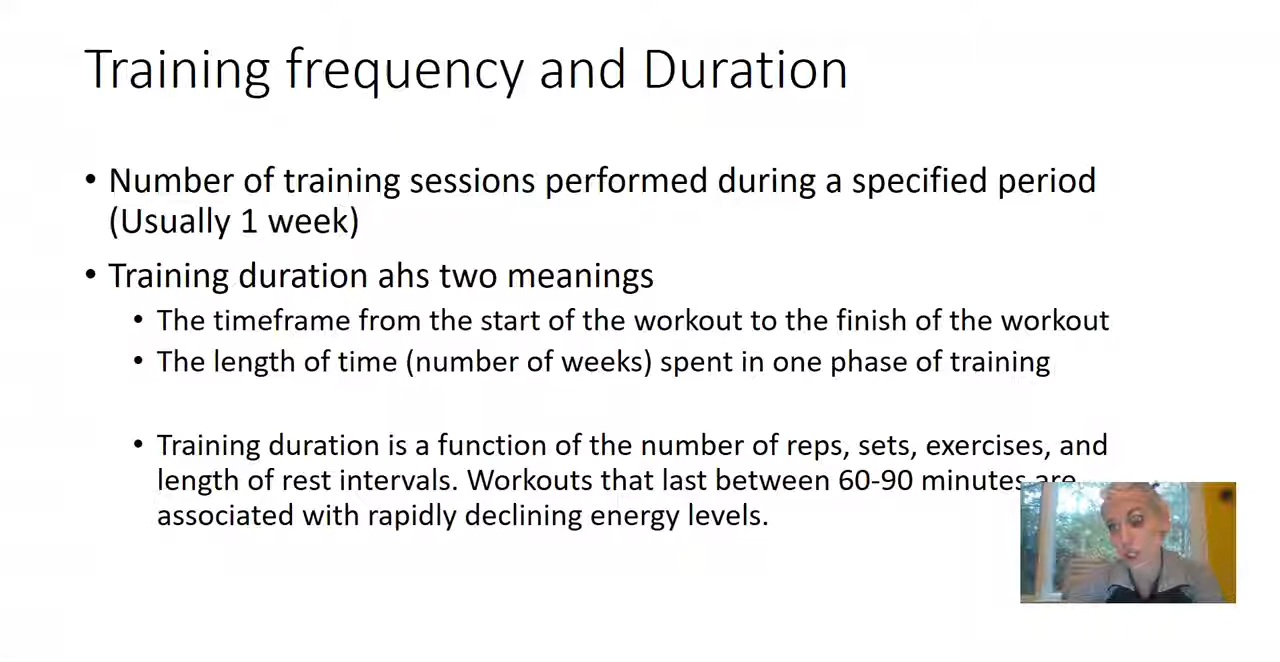 Training frequency and Duration
• Number of training sessions performed during a specified period
(Usually 1 week)
• Training duration ahs two meanings
• The timeframe from the start of the workout to the finish of the workout
• The length of time (number of weeks) spent in one phase of training
• Training duration is a function of the number of reps, sets, exercises, and
length of rest intervals. Workouts that last between 60-90 minutes are
associated with rapidly declining energy levels.